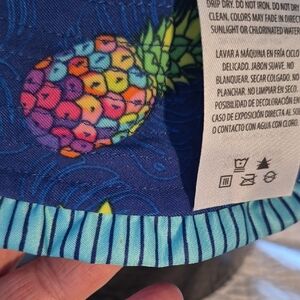 DRIP DRY. DO NOT IRON. DO NOT DRY
CLEAN. COLORS MAY FADE IN DIRECT
SUNLIGHT OR CHLORINATED WATER
LAVAR A MÁQUINA EN FRÍA CICLO
DELICADO. JABON SUAVE. NO
BLANQUEAR. SECAR COLGADO. NO
PLANCHAR. NO LIMPIAR EN SECO.
POSIBILIDAD DE DECOLORACIÓN EN
CASO DE EXPOSICIÓN DIRECTA AL SOL
O CONTACTO CON AGUA CON CLORO.